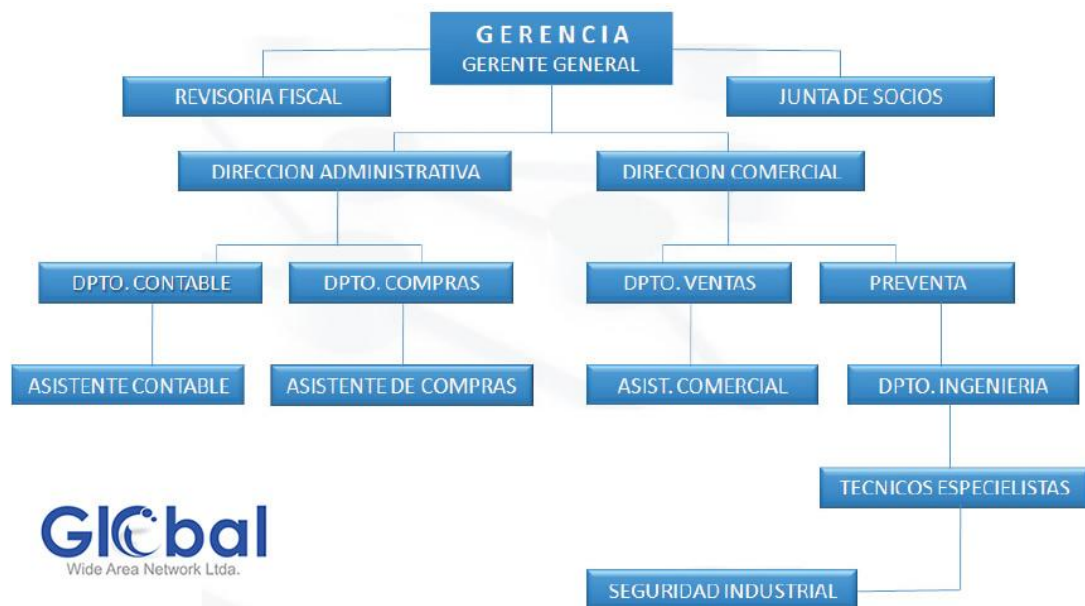 GERENCIA
GERENTE GENERAL
REVISORIA FISCAL
JUNTA DE SOCIOS
DIRECCION ADMINISTRATIVA
DIRECCION COMERCIAL
DPTO. CONTABLE
DPTO. COMPRAS
DPTO. VENTAS
PREVENTA
ASISTENTE CONTABLE
ASISTENTE DE COMPRAS
ASIST. COMERCIAL
DPTO. INGENIERIA
TECNICOS ESPECIELISTAS
Global
Wide Area Network Ltda.
SEGURIDAD INDUSTRIAL